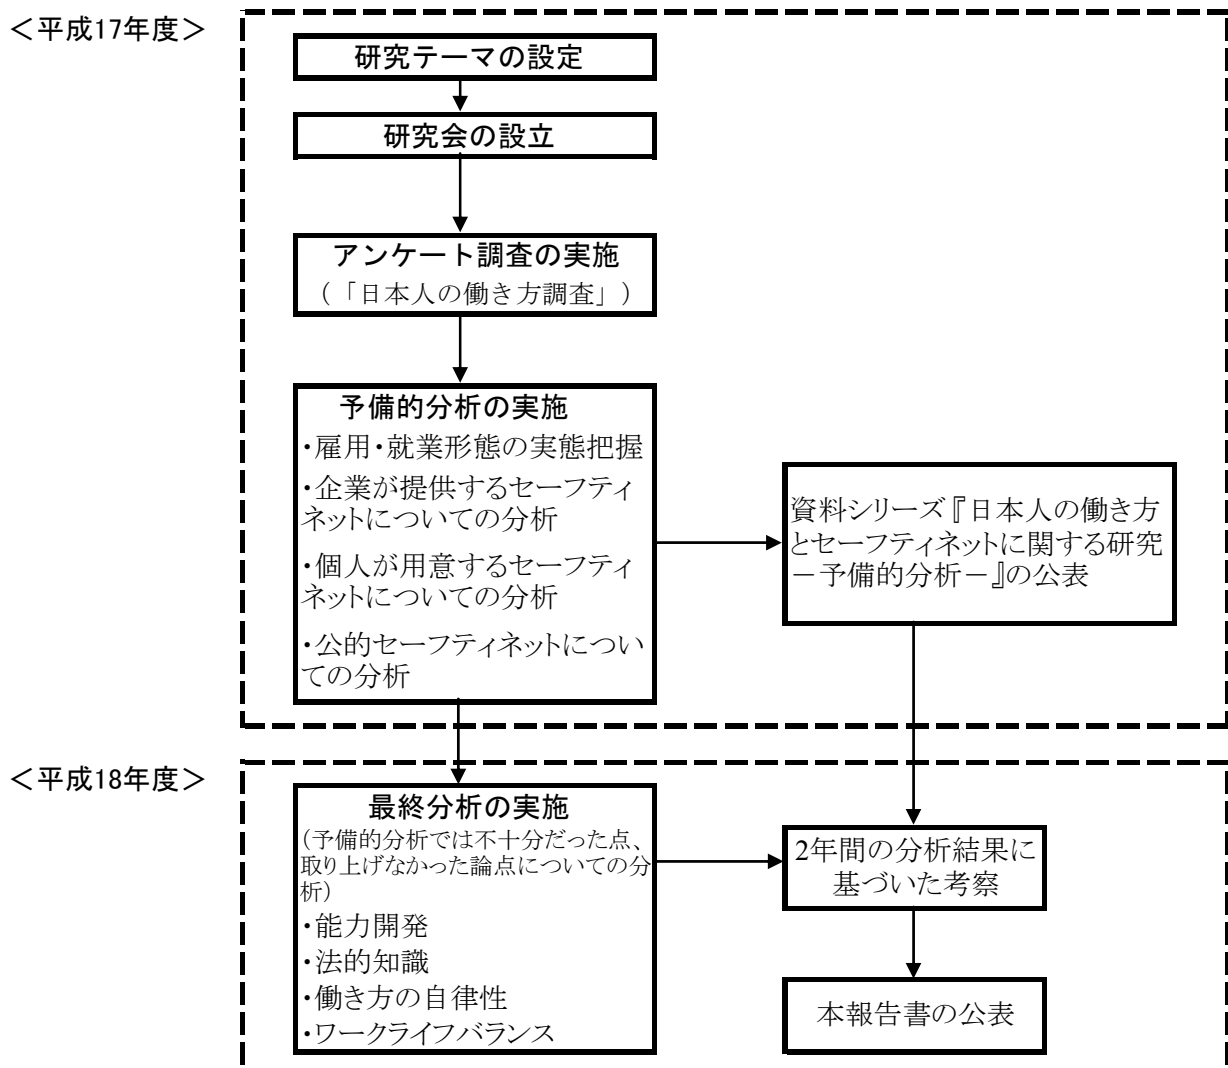 ＜平成17年度＞
研究テーマの設定
研究会の設立
アンケート調査の実施
（「日本人の働き方調査」）
予備的分析の実施
・雇用・就業形態の実態把握
・企業が提供するセーフティ
ネットについての分析
・個人が用意するセーフティ
ネットについての分析
・公的セーフティネットについ
ての分析
資料シリーズ『日本人の働き方
とセーフティネットに関する研究
－予備的分析－』の公表
＜平成18年度＞
最終分析の実施
（予備的分析では不十分だった点、
取り上げなかった論点についての分
析）
・能力開発
・法的知識
・働き方の自律性
・ワークライフバランス
2年間の分析結果に
基づいた考察
本報告書の公表